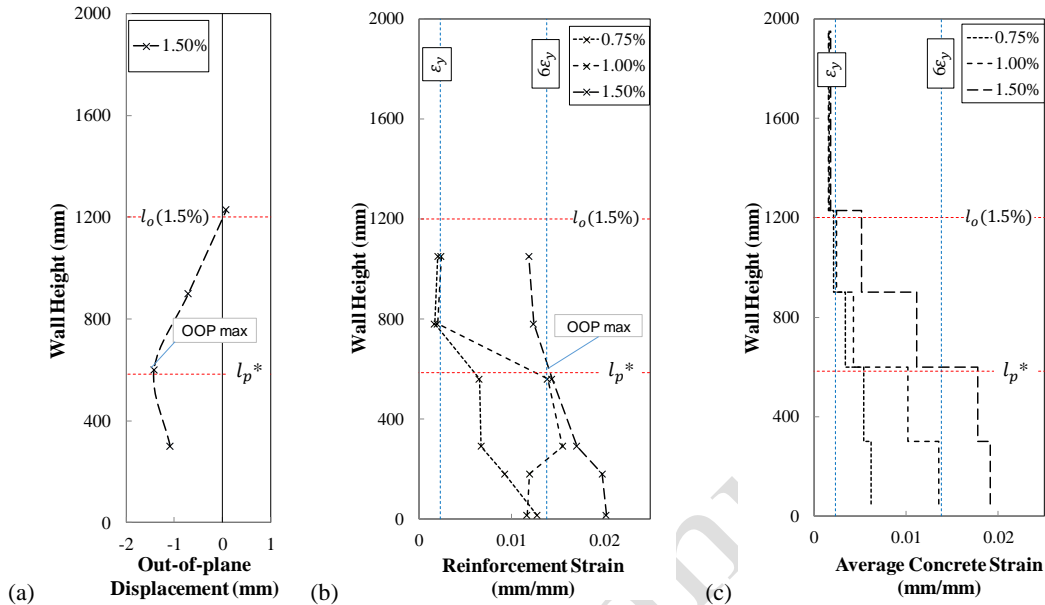 2000
1600
1200
800
400
0
Wall Height (mm)
1.50%
l_o(1.5%)
OOP max
l_p*
-2 -1 0 1
Out-of-plane
Displacement (mm)
(a)
2000
1600
1200
800
400
0
Wall Height (mm)
ε_y
6ε_y
0.75%
1.00%
1.50%
l_o(1.5%)
OOP max
l_p*
0 0.01 0.02
Reinforcement Strain
(mm/mm)
(b)
2000
1600
1200
800
400
0
Wall Height (mm)
ε_y
6ε_y
0.75%
1.00%
1.50%
l_o(1.5%)
l_p*
0 0.01 0.02
Average Concrete Strain
(mm/mm)
(c)